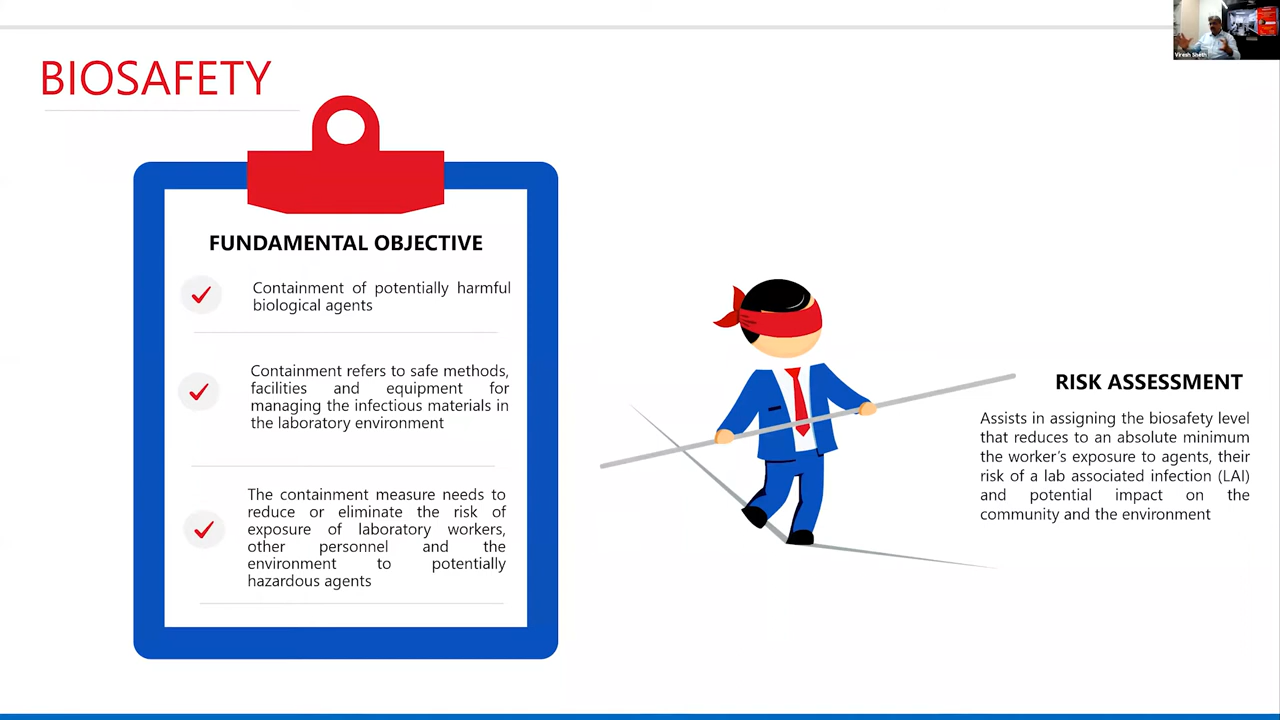 BIOSAFETY
FUNDAMENTAL OBJECTIVE
Containment of potentially harmful
biological agents
Containment refers to safe methods,
facilities and equipment for
managing the infectious materials in
the laboratory environment
The containment measure needs to
reduce or eliminate the risk of
exposure of laboratory workers,
other personnel and the
environment to potentially
hazardous agents
RISK ASSESSMENT
Assists in assigning the biosafety level
that reduces to an absolute minimum
the worker's exposure to agents, their
risk of a lab associated infection (LAI)
and potential impact on the
community and the environment
Viresh Sheth